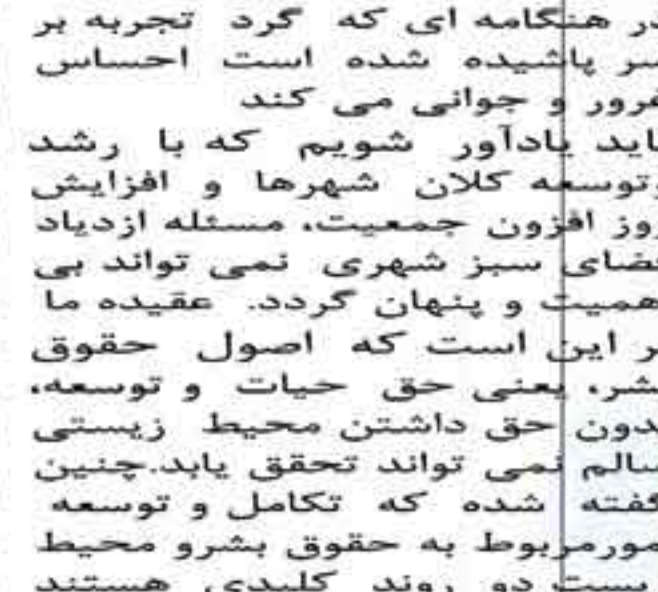 در هنگامه ای که گرد تجربه بر
سر پاشیده شده است احساس
غرور و جوانی می کند
باید یادآور شویم که با رشد
وتوسعه کلان شهرها و افزایش
روز افزون جمعیت، مسئله ازدیاد
فضای سبز شهری نمی تواند بی
اهمیت و پنهان گردد. عقیده ما
بر این است که اصول حقوق
بشر، یعنی حق حیات و توسعه،
بدون حق داشتن محیط زیستی
سالم نمی تواند تحقق یابد.چنین
گفته شده که تکامل و توسعه
امورمربوط به حقوق بشرو محیط
زیست دو روند کلیدی هستند